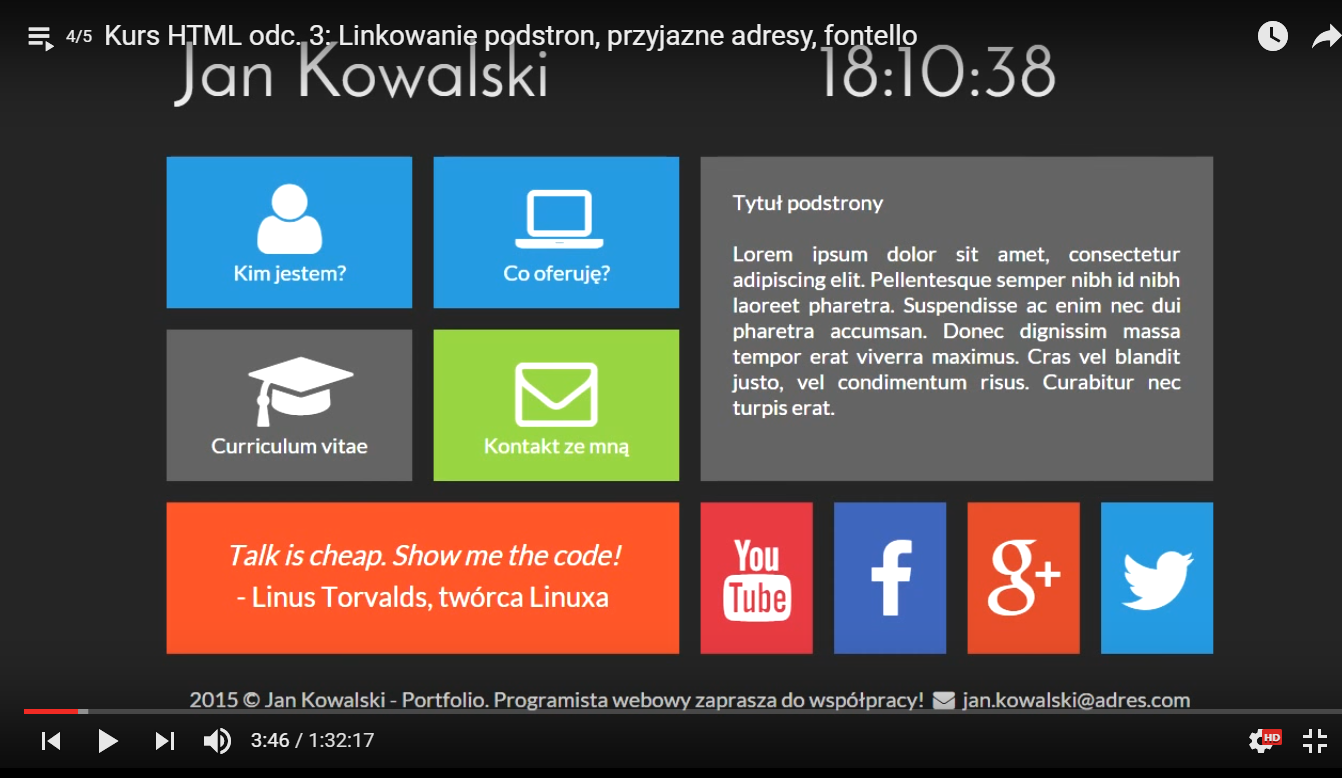 4/5 Kurs HTML odc. 3: Linkowanie podstron, przyjazne adresy, fontello
Jan Kowalski
18:10:38
Kim jestem?
Co oferuję?
Curriculum vitae
Kontakt ze mną
Tytuł podstrony
Lorem ipsum dolor sit amet, consectetur
adipiscing elit. Pellentesque semper nibh id nibh
laoreet pharetra. Suspendisse ac enim nec dui
pharetra accumsan. Donec dignissim massa
tempor erat viverra maximus. Cras vel blandit
justo, vel condimentum risus. Curabitur nec
turpis erat.
Talk is cheap. Show me the code!
- Linus Torvalds, twórca Linuxa
You
Tube
f
g+
2015 © Jan Kowalski - Portfolio. Programista webowy zaprasza do współpracy! jan.kowalski@adres.com
3:46 / 1:32:17
HD